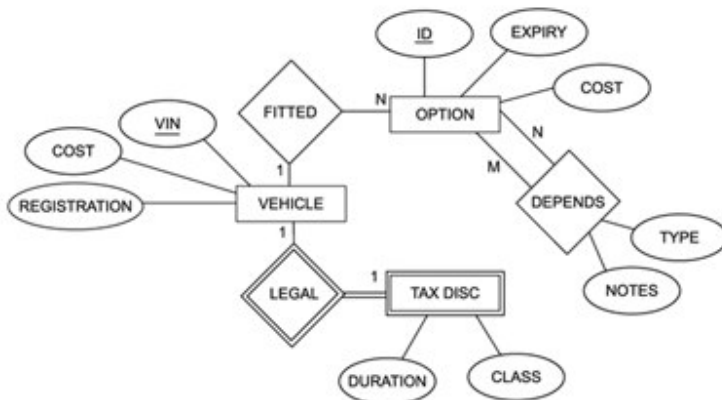 ID
EXPIRY
COST
FITTED
N
OPTION
VIN
COST
N
M
REGISTRATION
1
VEHICLE
DEPENDS
1
TYPE
LEGAL
1
TAX DISC
NOTES
DURATION
CLASS